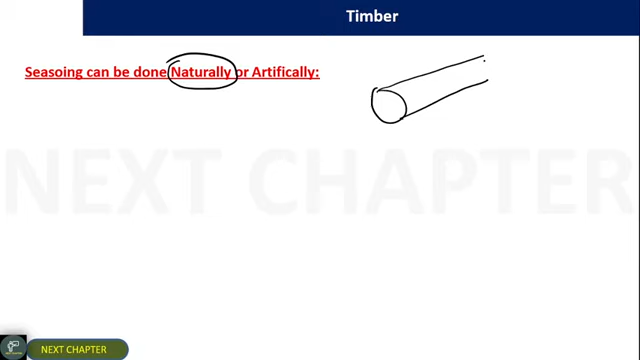 Timber
Seasoing can be done Naturally or Artifically:
NEXT CHAPTER
NEXT CHAPTER